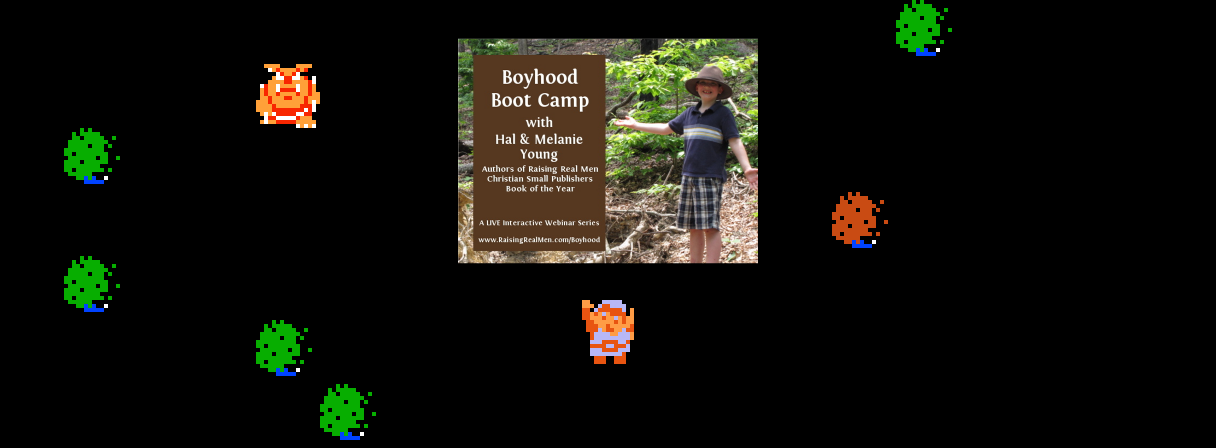 Boyhood
Boot Camp
with
Hal & Melanie
Young
Authors of Raising Real Men
Christian Small Publishers
Book of the Year
A LIVE Interactive Webinar Series
www.RaisingRealMen.com/Boyhood